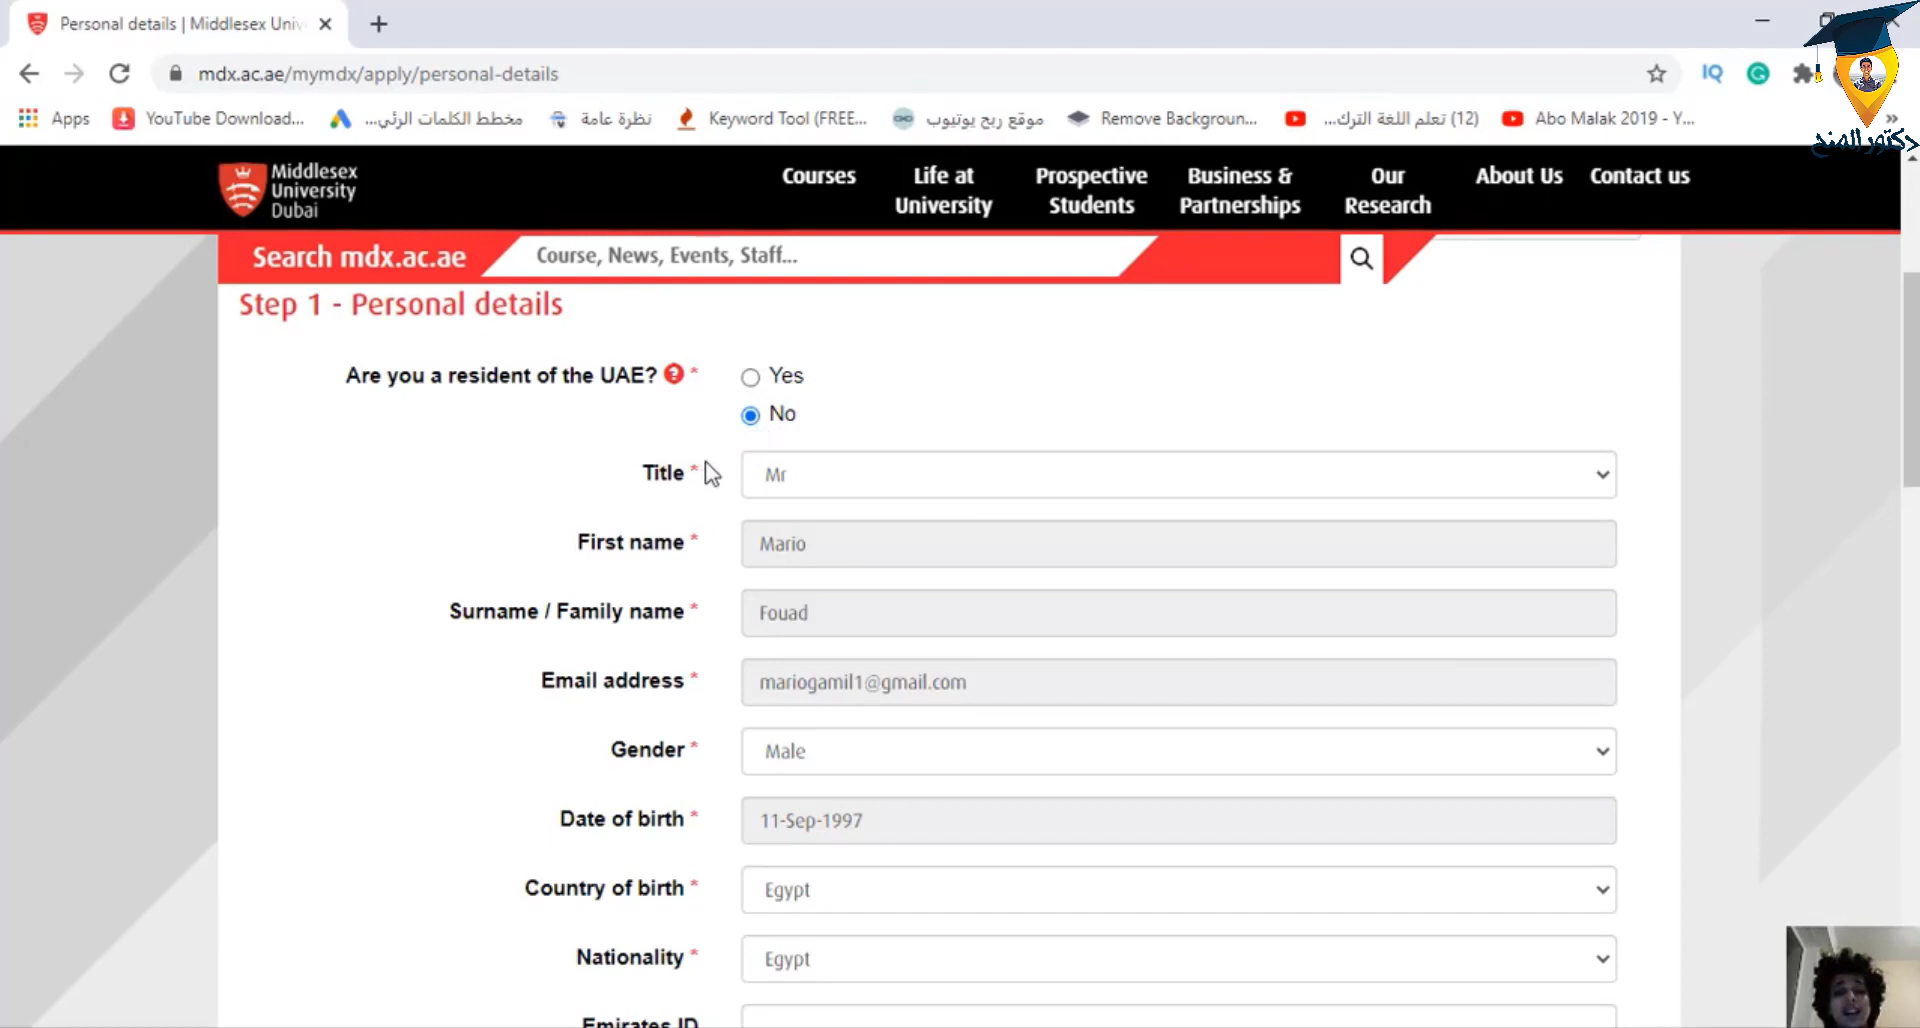 Personal details | Middlesex Univ
mdx.ac.ae/mymdx/apply/personal-details
IQ
Apps
YouTube Download...
مخطط الكلمات الرئي...
نظرة عامة
Keyword Tool (FREE...
موقع ربح يوتيوب
Remove Backgroun...
(12) تعلم اللغة الترك...
Abo Malak 2019 - Y...
دكتور المنح
Middlesex
University
Dubai
Courses
Life at
University
Prospective
Students
Business &
Partnerships
Our
Research
About Us
Contact us
Search mdx.ac.ae
Course, News, Events, Staff...
Step 1 - Personal details
Are you a resident of the UAE? ? *
Yes
No
Title *
Mr
First name *
Mario
Surname / Family name *
Fouad
Email address *
mariogamil1@gmail.com
Gender *
Male
Date of birth *
11-Sep-1997
Country of birth *
Egypt
Nationality *
Egypt
Emirates ID